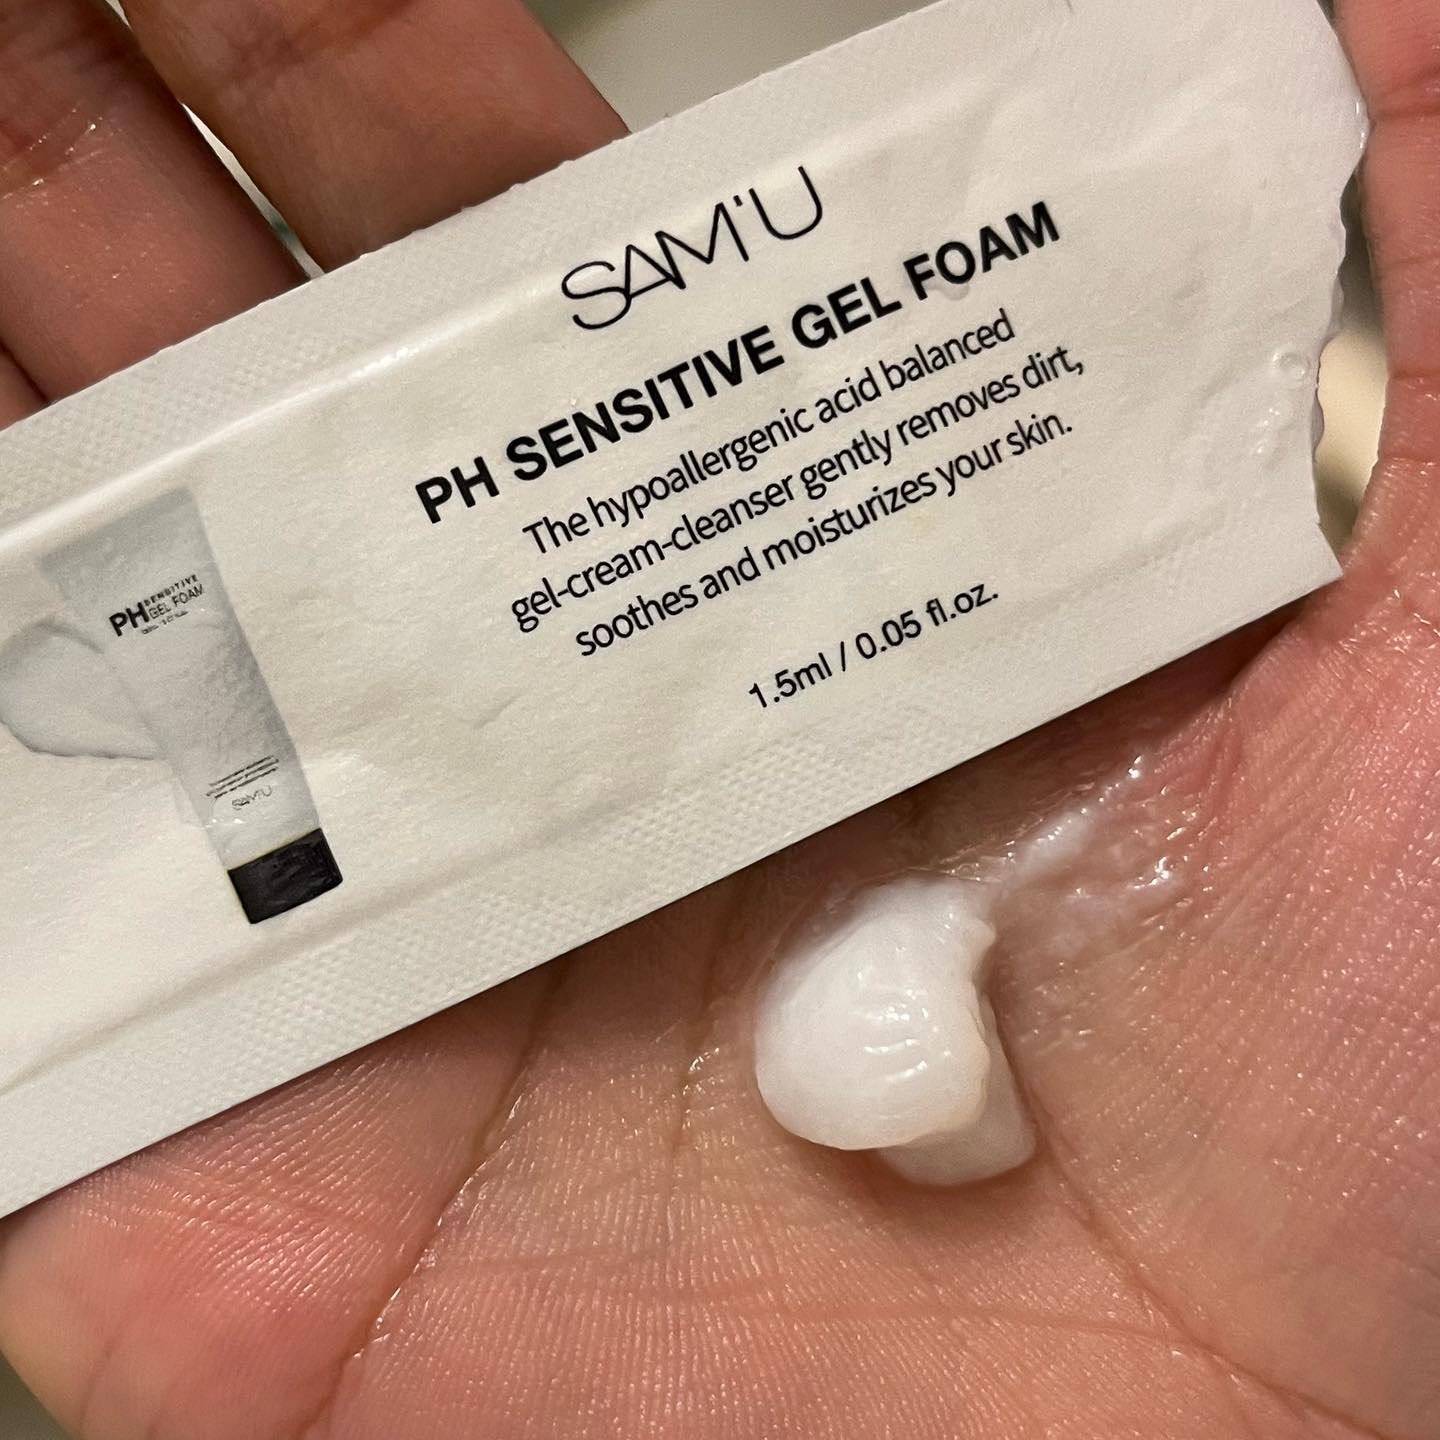 SAM'U
PH SENSITIVE GEL FOAM
The hypoallergenic acid balanced
gel-cream-cleanser gently removes dirt,
soothes and moisturizes your skin.
1.5ml / 0.05 fl.oz.
PH SENSITIVE
GEL FOAM
SAM'U